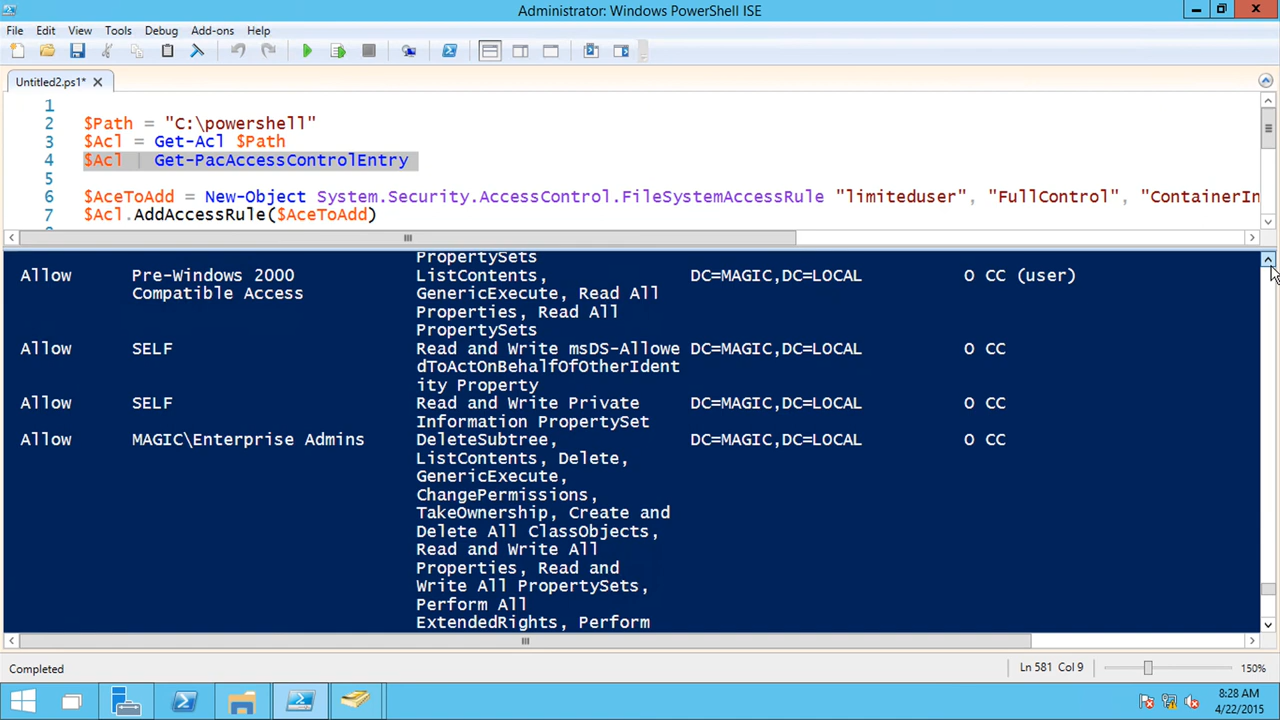 Administrator: Windows PowerShell ISE
File Edit View Tools Debug Add-ons Help
Untitled2.ps1*
1
2 $Path = "C:\powershell"
3 $Acl = Get-Acl $Path
4 $Acl | Get-PacAccessControlEntry
5
6 $AceToAdd = New-Object System.Security.AccessControl.FileSystemAccessRule "limiteduser", "FullControl", "ContainerIn
7 $Acl.AddAccessRule($AceToAdd)
PropertySets
Allow Pre-Windows 2000 ListContents, DC=MAGIC,DC=LOCAL O CC (user)
Compatible Access GenericExecute, Read All
Properties, Read All
PropertySets
Allow SELF Read and Write msDS-Allowe DC=MAGIC,DC=LOCAL O CC
dToActOnBehalfOfOtherIdent
ity Property
Allow SELF Read and Write Private DC=MAGIC,DC=LOCAL O CC
Information PropertySet
Allow MAGIC\Enterprise Admins DeleteSubtree, DC=MAGIC,DC=LOCAL O CC
ListContents, Delete,
GenericExecute,
ChangePermissions,
TakeOwnership, Create and
Delete All ClassObjects,
Read and Write All
Properties, Read and
Write All PropertySets,
Perform All
ExtendedRights, Perform
Completed Ln 581 Col 9 150%
8:28 AM
4/22/2015